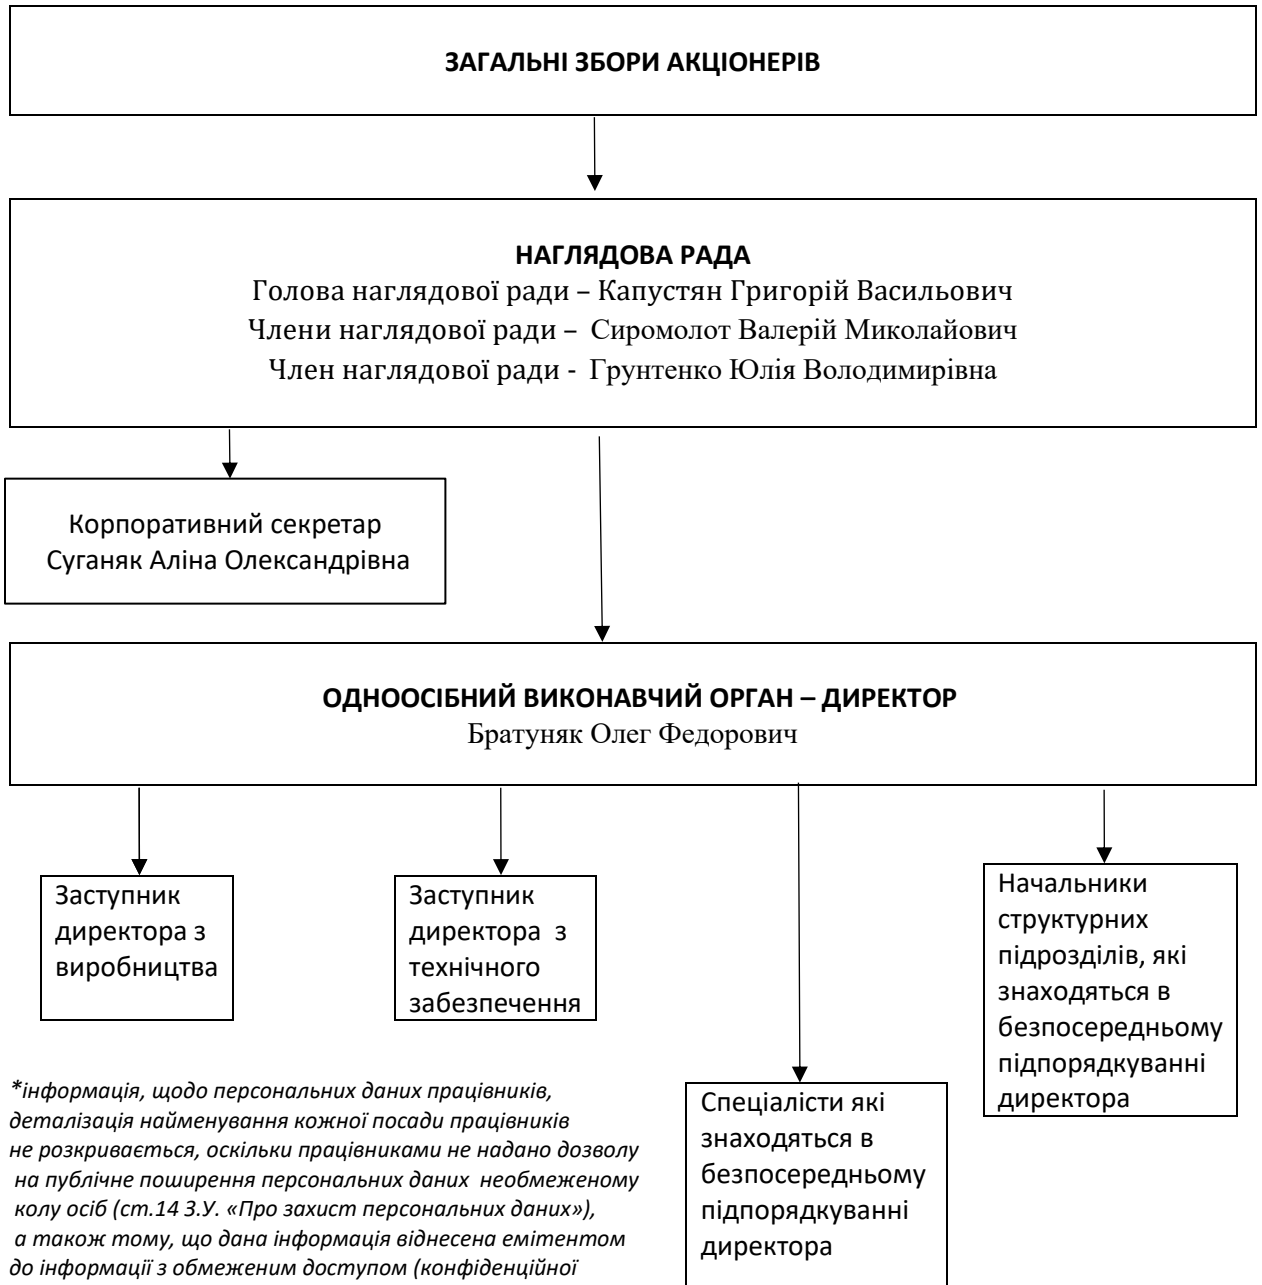 ЗАГАЛЬНІ ЗБОРИ АКЦІОНЕРІВ
НАГЛЯДОВА РАДА
Голова наглядової ради – Капустян Григорій Васильович
Члени наглядової ради – Сиромолот Валерій Миколайович
Член наглядової ради - Грунтенко Юлія Володимирівна
Корпоративний секретар
Суганяк Аліна Олександрівна
ОДНООСІБНИЙ ВИКОНАВЧИЙ ОРГАН – ДИРЕКТОР
Братуняк Олег Федорович
Заступник
директора з
виробництва
Заступник
директора з
технічного
забезпечення
Начальники
структурних
підрозділів, які
знаходяться в
безпосередньому
підпорядкуванні
директора
Спеціалісти які
знаходяться в
безпосередньому
підпорядкуванні
директора
*інформація, щодо персональних даних працівників,
деталізація найменування кожної посади працівників
не розкривається, оскільки працівниками не надано дозволу
на публічне поширення персональних даних необмеженому
колу осіб (ст.14 З.У. «Про захист персональних даних»),
а також тому, що дана інформація віднесена емітентом
до інформації з обмеженим доступом (конфіденційної